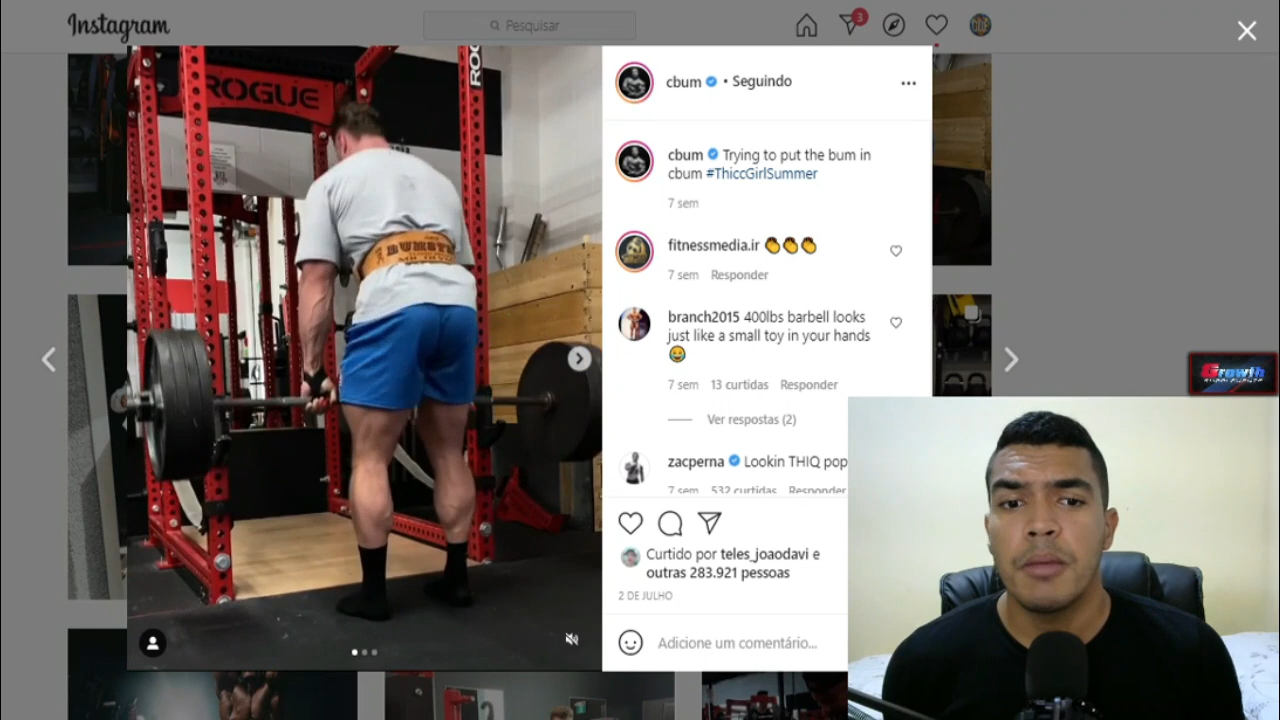 Instagram
Pesquisar
3
ROGUE
ROG
cbum • Seguindo
cbum Trying to put the bum in
cbum #ThiccGirlSummer
7 sem
fitnessmedia.ir 👏👏👏
7 sem Responder
branch2015 400lbs barbell looks
just like a small toy in your hands
😂
7 sem 13 curtidas Responder
Ver respostas (2)
zacperna Lookin THIQ pop
7 sem 532 curtidas Responder
Curtido por teles_joaodavi e
outras 283.921 pessoas
2 DE JULHO
Adicione um comentário...
Growth